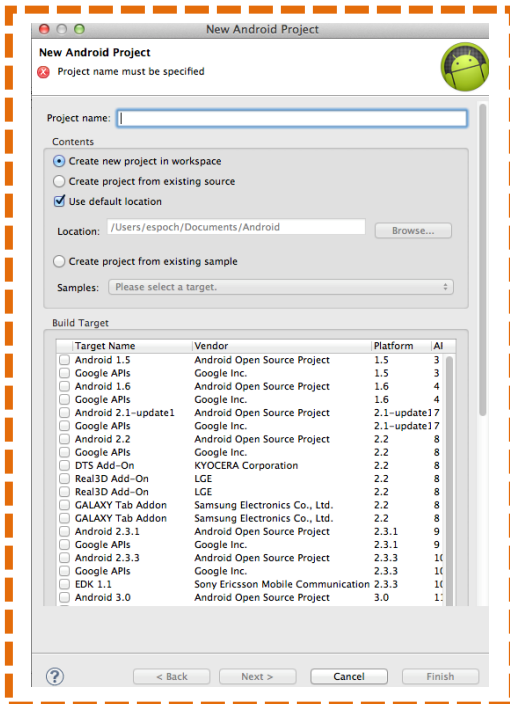 New Android Project
New Android Project
Project name must be specified
Project name:
Contents
Create new project in workspace
Create project from existing source
Use default location
Location: /Users/espoch/Documents/Android Browse...
Create project from existing sample
Samples: Please select a target.
Build Target
Target Name Vendor Platform AI
Android 1.5 Android Open Source Project 1.5 3
Google APIs Google Inc. 1.5 3
Android 1.6 Android Open Source Project 1.6 4
Google APIs Google Inc. 1.6 4
Android 2.1-update1 Android Open Source Project 2.1-update1 7
Google APIs Google Inc. 2.1-update1 7
Android 2.2 Android Open Source Project 2.2 8
Google APIs Google Inc. 2.2 8
DTS Add-On KYOCERA Corporation 2.2 8
Real3D Add-On LGE 2.2 8
Real3D Add-On LGE 2.2 8
GALAXY Tab Addon Samsung Electronics Co., Ltd. 2.2 8
GALAXY Tab Addon Samsung Electronics Co., Ltd. 2.2 8
Android 2.3.1 Android Open Source Project 2.3.1 9
Google APIs Google Inc. 2.3.1 9
Android 2.3.3 Android Open Source Project 2.3.3 10
Google APIs Google Inc. 2.3.3 10
EDK 1.1 Sony Ericsson Mobile Communication 2.3.3 10
Android 3.0 Android Open Source Project 3.0 11
? < Back Next > Cancel Finish